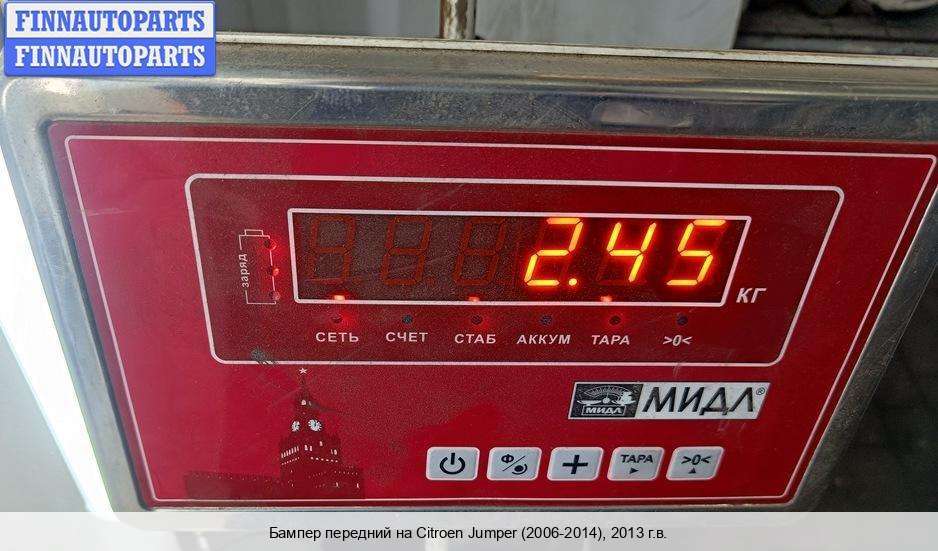 FINNAUTOPARTS
FINNAUTOPARTS
заряд
2.45
кг
СЕТЬ СЧЕТ СТАБ АККУМ ТАРА >0<
МИДЛ МИДЛ®
Ф/ + ТАРА >0<
Бампер передний на Citroen Jumper (2006-2014), 2013 г.в.